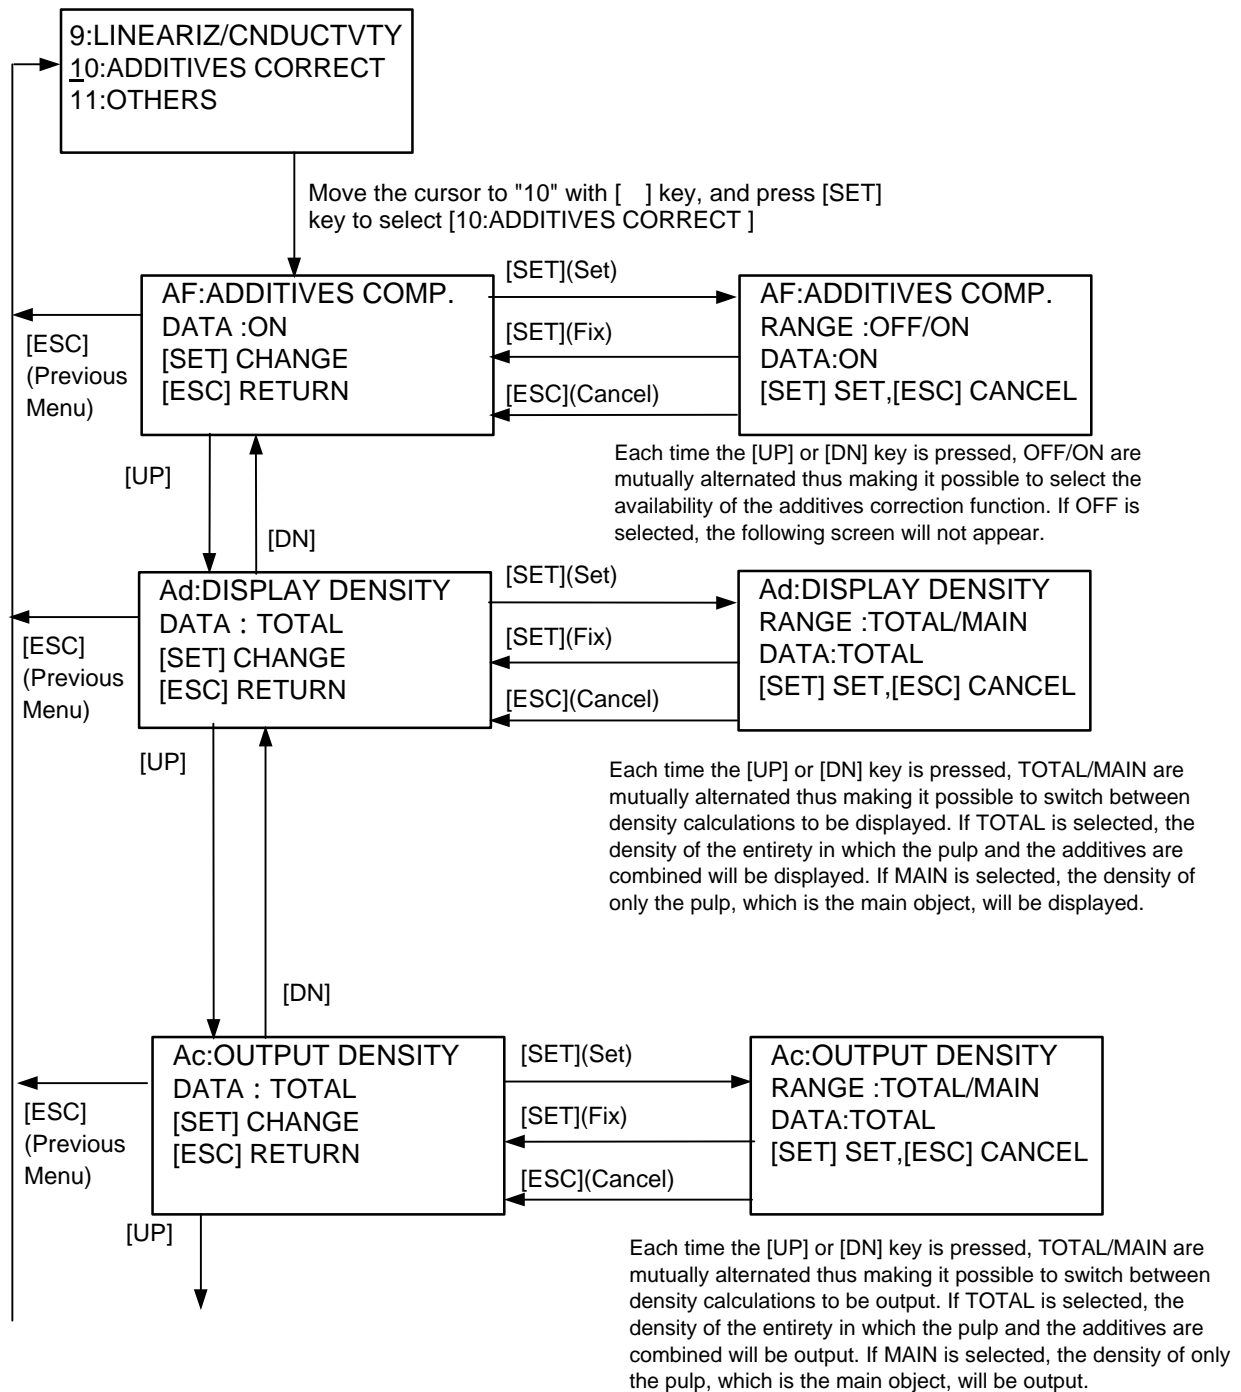 9:LINEARIZ/CNDUCTVTY
10:ADDITIVES CORRECT
11:OTHERS
Move the cursor to "10" with [   ] key, and press [SET]
key to select [10:ADDITIVES CORRECT ]
AF:ADDITIVES COMP.
DATA :ON
[SET] CHANGE
[ESC] RETURN
[SET](Set)
[SET](Fix)
[ESC](Cancel)
AF:ADDITIVES COMP.
RANGE :OFF/ON
DATA:ON
[SET] SET,[ESC] CANCEL
[ESC]
(Previous
Menu)
Each time the [UP] or [DN] key is pressed, OFF/ON are
mutually alternated thus making it possible to select the
availability of the additives correction function. If OFF is
selected, the following screen will not appear.
[UP]
[DN]
Ad:DISPLAY DENSITY
DATA : TOTAL
[SET] CHANGE
[ESC] RETURN
[SET](Set)
[SET](Fix)
[ESC](Cancel)
Ad:DISPLAY DENSITY
RANGE :TOTAL/MAIN
DATA:TOTAL
[SET] SET,[ESC] CANCEL
[ESC]
(Previous
Menu)
[UP]
Each time the [UP] or [DN] key is pressed, TOTAL/MAIN are
mutually alternated thus making it possible to switch between
density calculations to be displayed. If TOTAL is selected, the
density of the entirety in which the pulp and the additives are
combined will be displayed. If MAIN is selected, the density of
only the pulp, which is the main object, will be displayed.
[DN]
Ac:OUTPUT DENSITY
DATA : TOTAL
[SET] CHANGE
[ESC] RETURN
[SET](Set)
[SET](Fix)
[ESC](Cancel)
Ac:OUTPUT DENSITY
RANGE :TOTAL/MAIN
DATA:TOTAL
[SET] SET,[ESC] CANCEL
[ESC]
(Previous
Menu)
[UP]
Each time the [UP] or [DN] key is pressed, TOTAL/MAIN are
mutually alternated thus making it possible to switch between
density calculations to be output. If TOTAL is selected, the
density of the entirety in which the pulp and the additives are
combined will be output. If MAIN is selected, the density of only
the pulp, which is the main object, will be output.